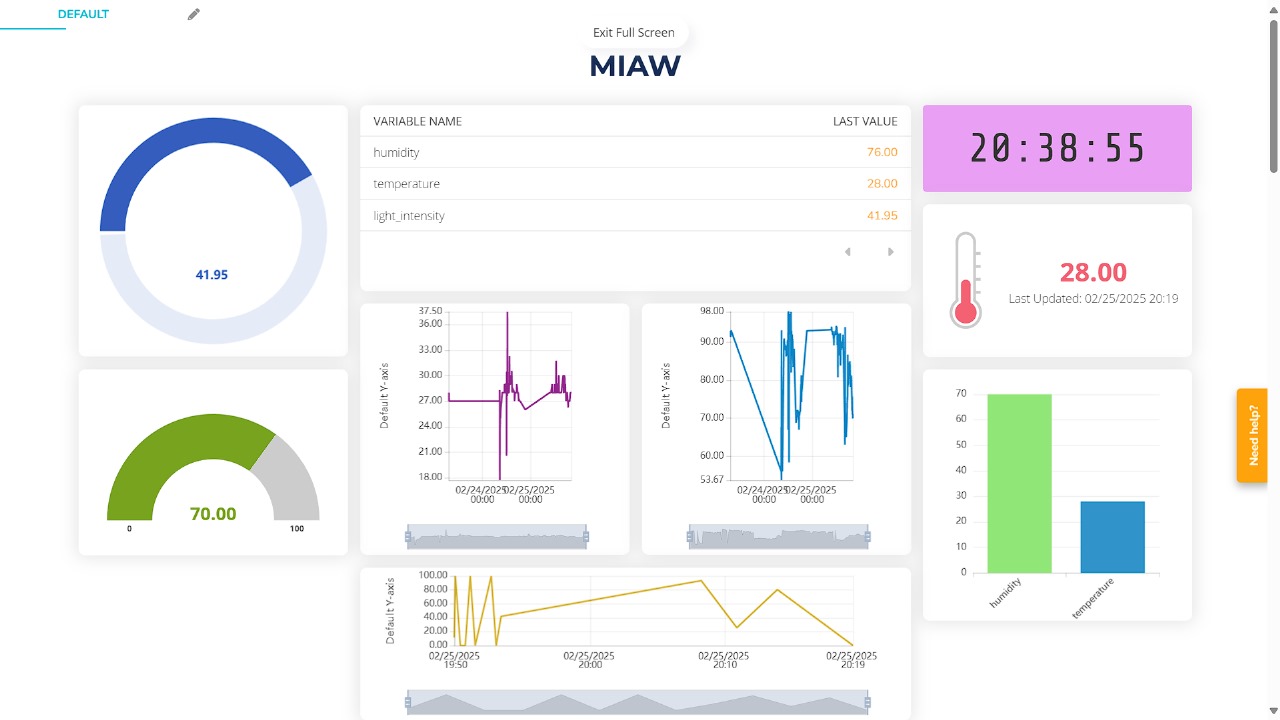 DEFAULT
Exit Full Screen
MIAW
41.95
VARIABLE NAME LAST VALUE
humidity 76.00
temperature 28.00
light_intensity 41.95
20:38:55
28.00
Last Updated: 02/25/2025 20:19
70.00
0 100
37.50
36.00
33.00
30.00
27.00
24.00
21.00
18.00
Default Y-axis
02/24/2025 02/25/2025
00:00 00:00
98.00
90.00
80.00
70.00
60.00
53.67
Default Y-axis
02/24/2025 02/25/2025
00:00 00:00
70
60
50
40
30
20
10
0
humidity
temperature
Need help?
100.00
80.00
60.00
40.00
20.00
0.00
Default Y-axis
02/25/2025 02/25/2025 02/25/2025 02/25/2025
19:50 20:00 20:10 20:19